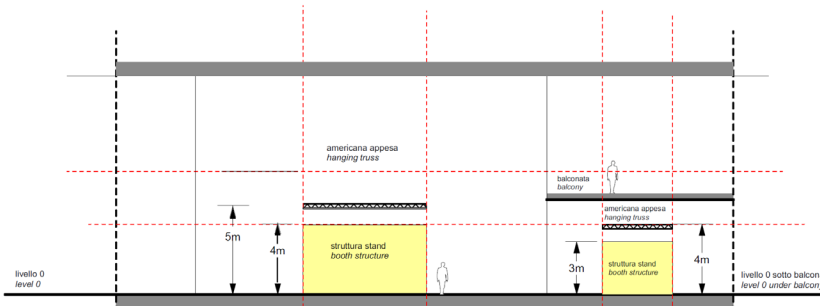 americana appesa
hanging truss
balconata
balcony
americana appesa
hanging truss
5m
4m
struttura stand
booth structure
3m
struttura stand
booth structure
4m
livello 0
level 0
livello 0 sotto balcon
level 0 under balcony